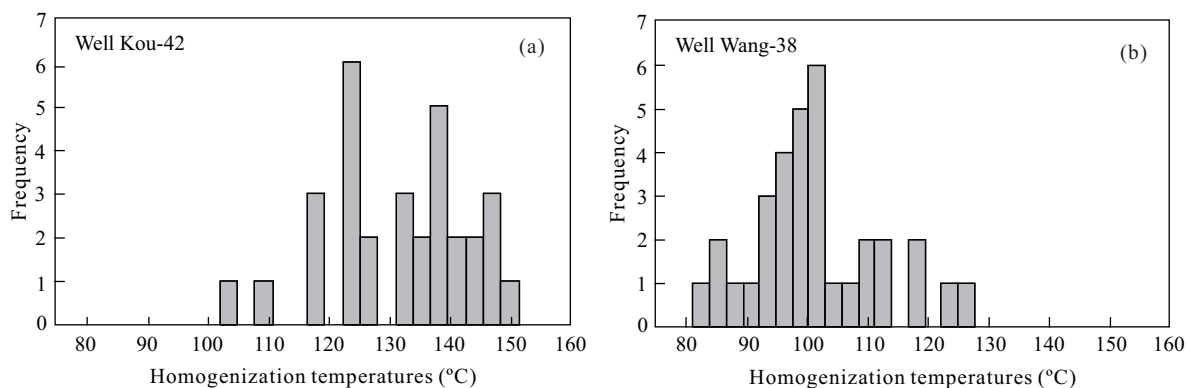 7
6
5
4
3
2
1
0
Frequency
Well Kou-42
(a)
80 90 100 110 120 130 140 150 160
Homogenization temperatures (ºC)
7
6
5
4
3
2
1
0
Frequency
Well Wang-38
(b)
80 90 100 110 120 130 140 150 160
Homogenization temperatures (ºC)